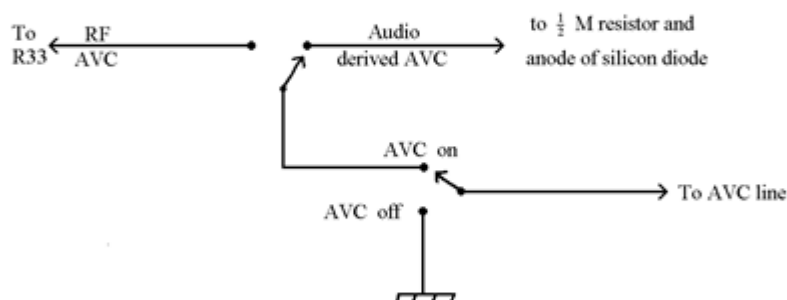 To
R33
RF
AVC
Audio
derived AVC
to 1/2 M resistor and
anode of silicon diode
AVC on
AVC off
To AVC line